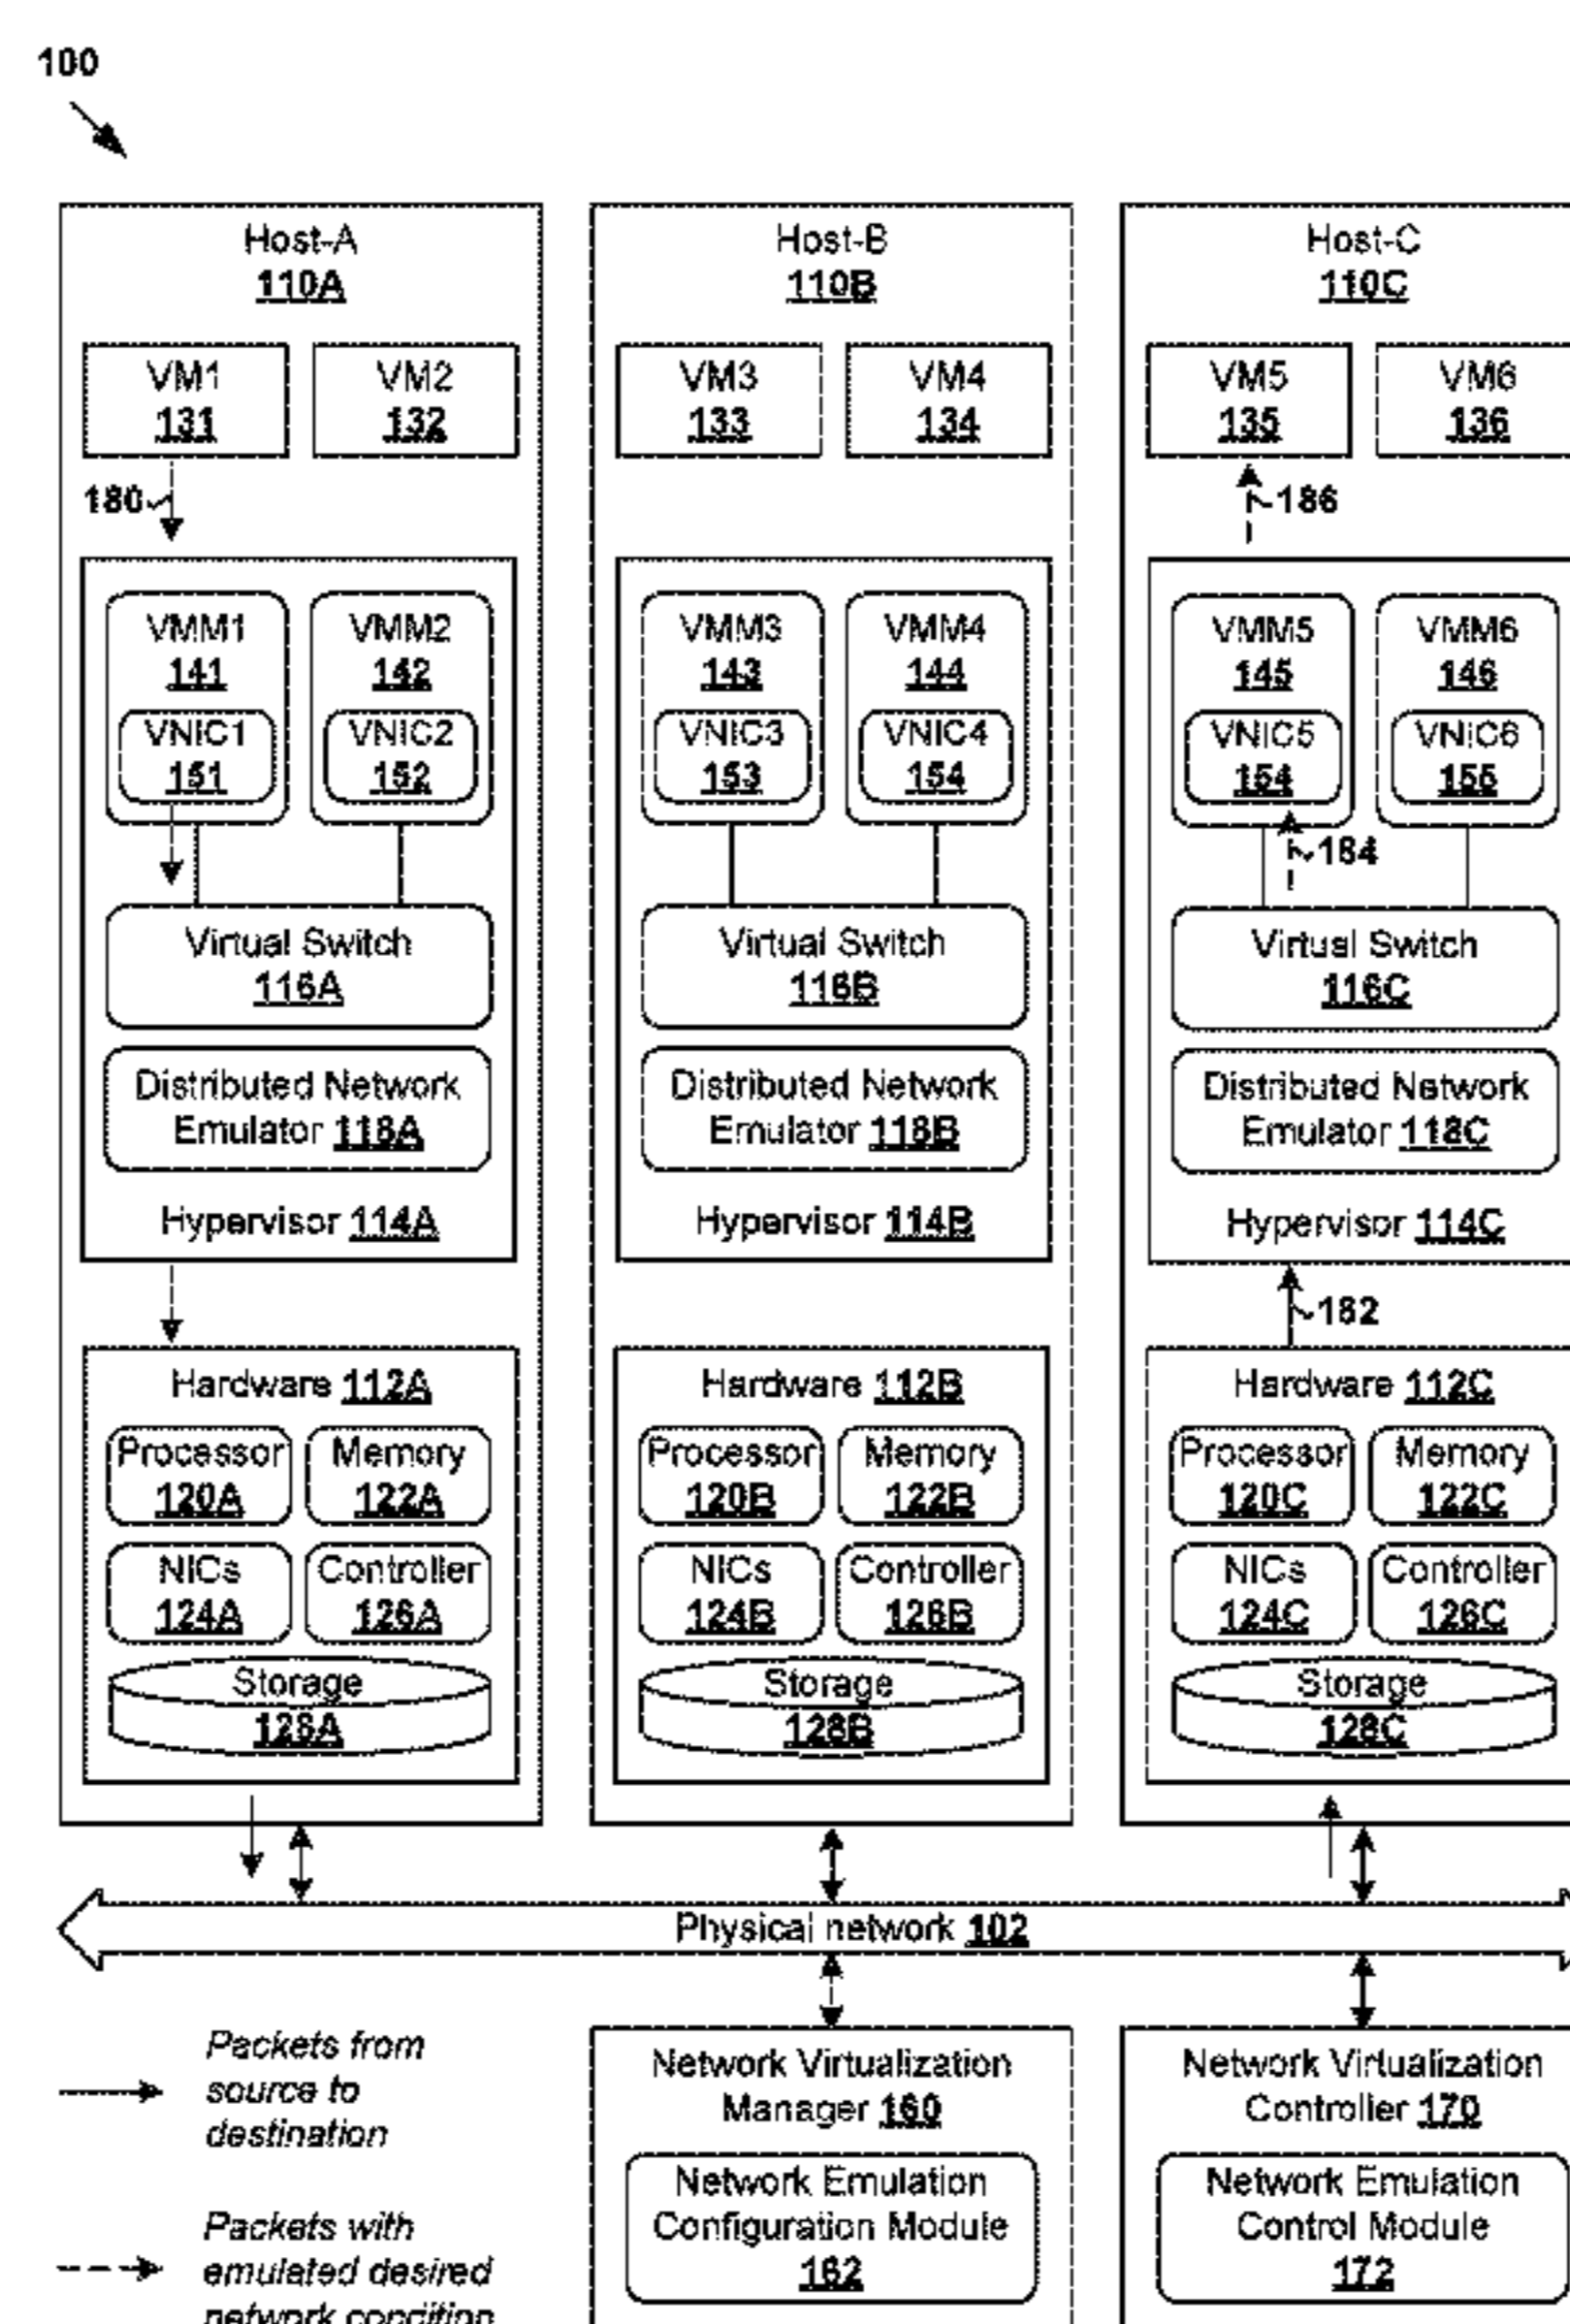 100
Host-A
110A
VM1
131
VM2
132
180
VMM1
141
VNIC1
151
VMM2
142
VNIC2
152
Virtual Switch
116A
Distributed Network
Emulator 118A
Hypervisor 114A
Hardware 112A
Processor
120A
Memory
122A
NICs
124A
Controller
126A
Storage
128A
Host-B
110B
VM3
133
VM4
134
VMM3
143
VNIC3
153
VMM4
144
VNIC4
154
Virtual Switch
116B
Distributed Network
Emulator 118B
Hypervisor 114B
Hardware 112B
Processor
120B
Memory
122B
NICs
124B
Controller
126B
Storage
128B
Host-C
110C
VM5
135
VM6
136
186
VMM5
145
VNIC5
154
VMM6
146
VNIC6
155
184
Virtual Switch
116C
Distributed Network
Emulator 118C
Hypervisor 114C
182
Hardware 112C
Processor
120C
Memory
122C
NICs
124C
Controller
126C
Storage
128C
Physical network 102
Packets from
source to
destination
Packets with
emulated desired
network condition
Network Virtualization
Manager 160
Network Emulation
Configuration Module
162
Network Virtualization
Controller 170
Network Emulation
Control Module
172